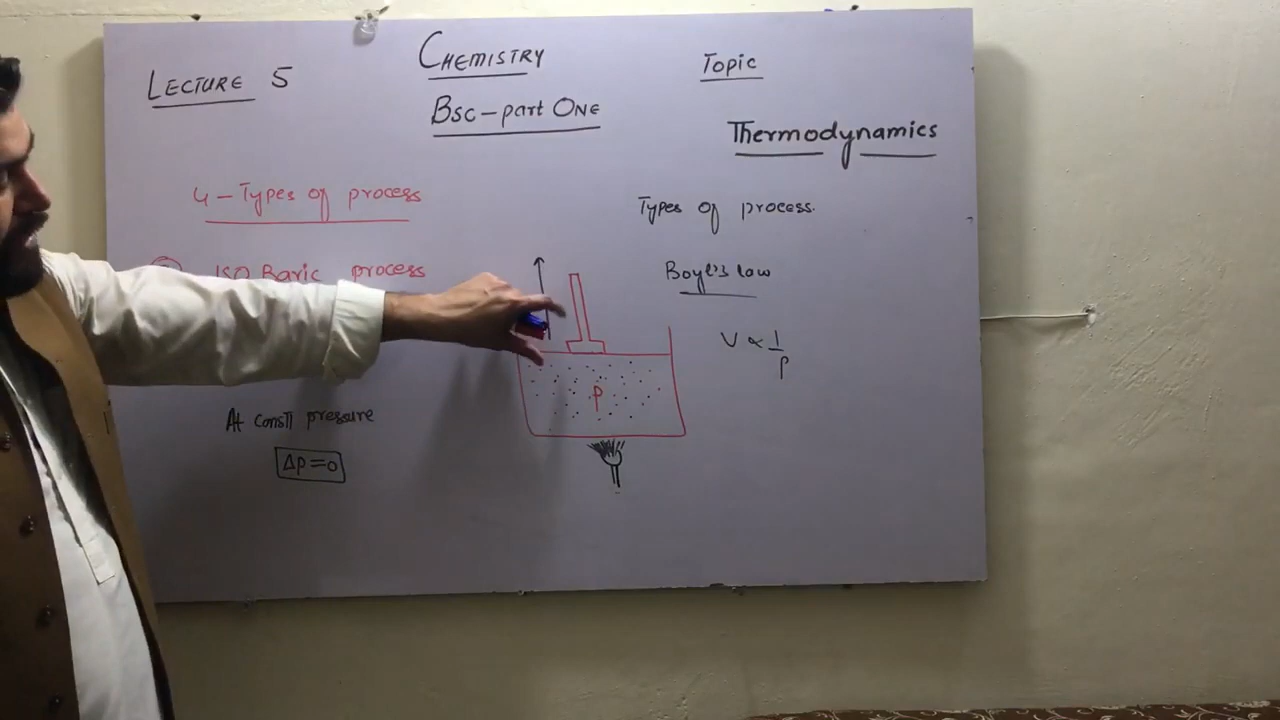 LECTURE 5
CHEMISTRY
Bsc-part ONE
Topic
Thermodynamics
4-Types of process
ISO Baric process
At constt pressure
Δp=0
P
Types of process.
Boyl's law
V ∝ 1/p